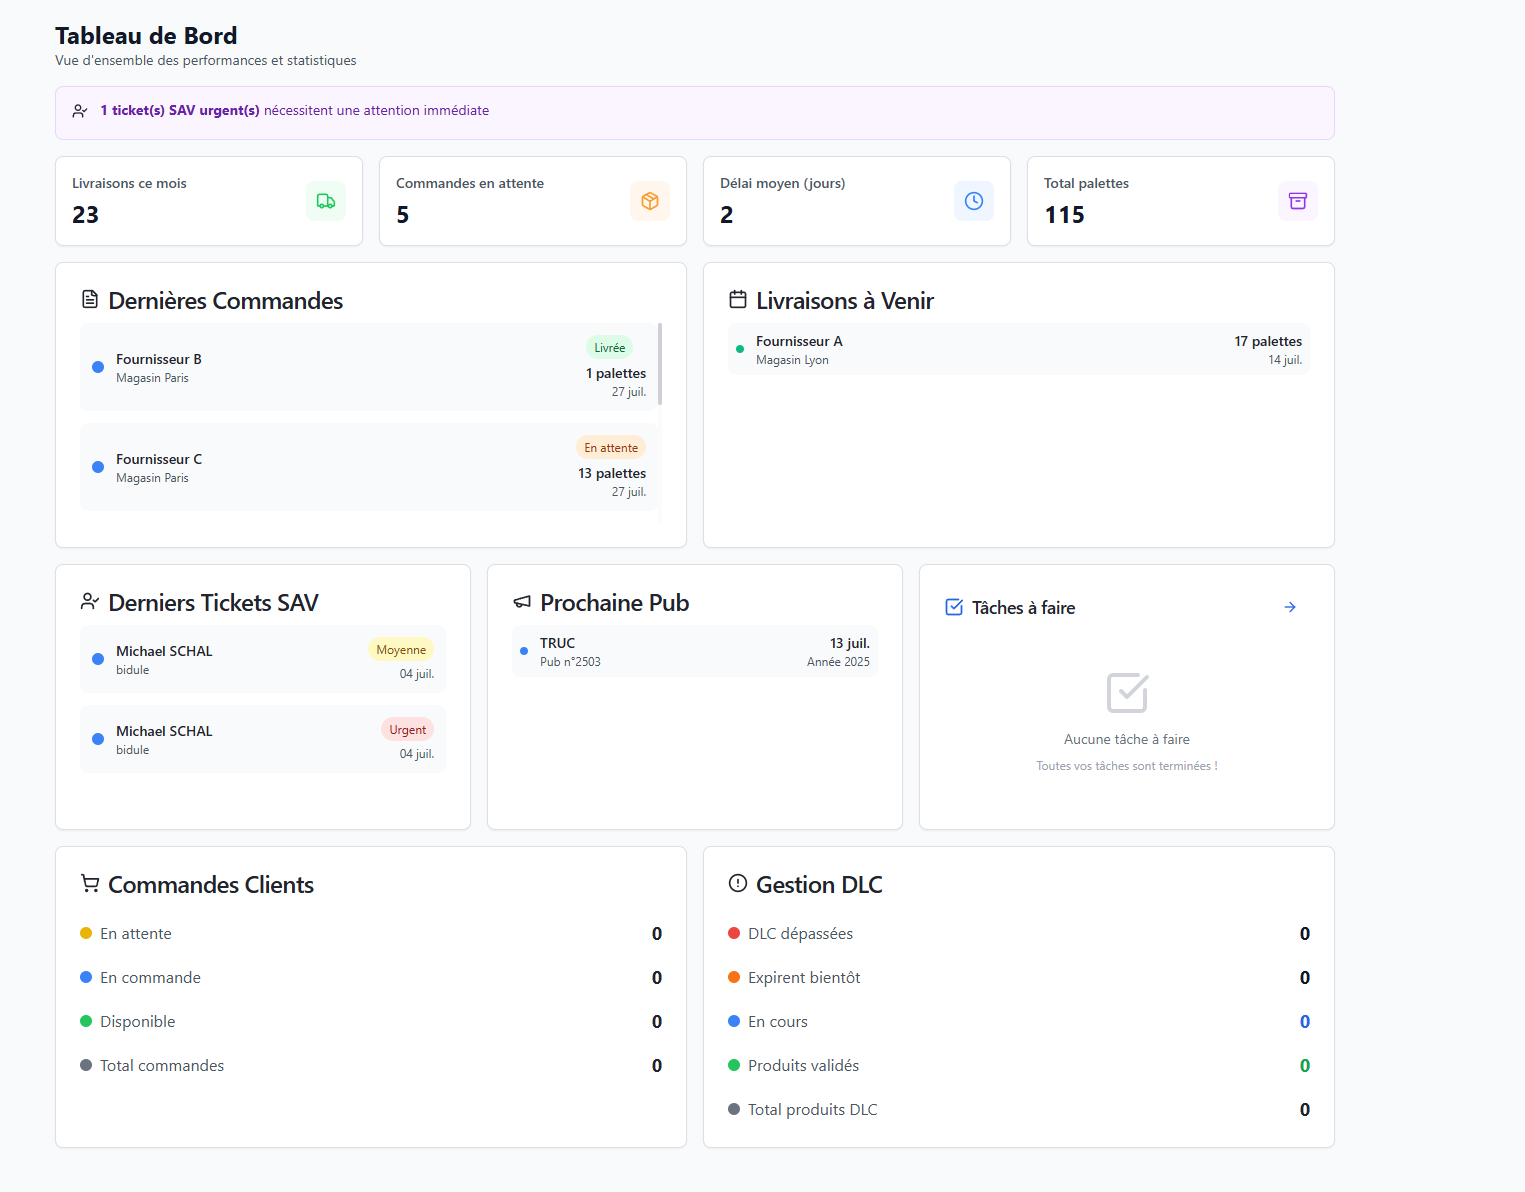 Tableau de Bord
Vue d'ensemble des performances et statistiques
1 ticket(s) SAV urgent(s) nécessitent une attention immédiate
Livraisons ce mois
23
Commandes en attente
5
Délai moyen (jours)
2
Total palettes
115
Dernières Commandes
Fournisseur B
Magasin Paris
Livrée
1 palettes
27 juil.
Fournisseur C
Magasin Paris
En attente
13 palettes
27 juil.
Livraisons à Venir
Fournisseur A
Magasin Lyon
17 palettes
14 juil.
Derniers Tickets SAV
Michael SCHAL
bidule
Moyenne
04 juil.
Michael SCHAL
bidule
Urgent
04 juil.
Prochaine Pub
TRUC
Pub n°2503
13 juil.
Année 2025
Tâches à faire
Aucune tâche à faire
Toutes vos tâches sont terminées !
Commandes Clients
En attente 0
En commande 0
Disponible 0
Total commandes 0
Gestion DLC
DLC dépassées 0
Expirent bientôt 0
En cours 0
Produits validés 0
Total produits DLC 0